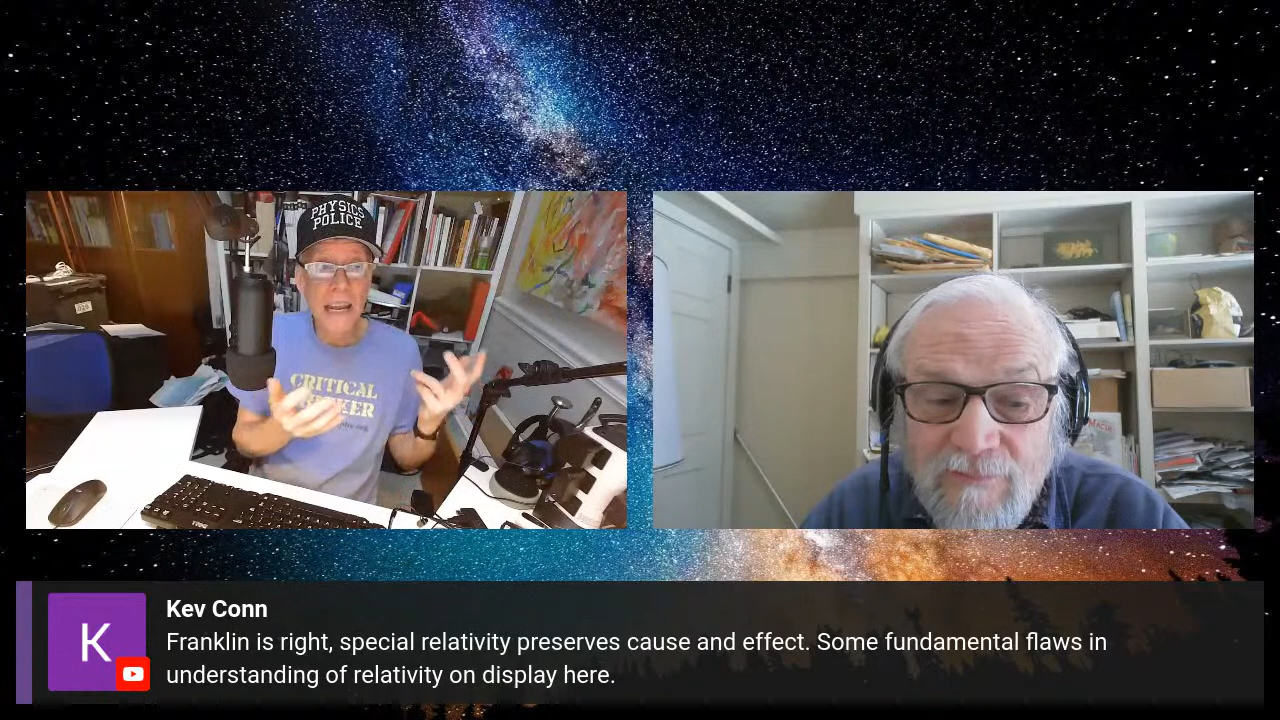 PHYSICS
POLICE
CRITICAL
K
Kev Conn
Franklin is right, special relativity preserves cause and effect. Some fundamental flaws in
understanding of relativity on display here.